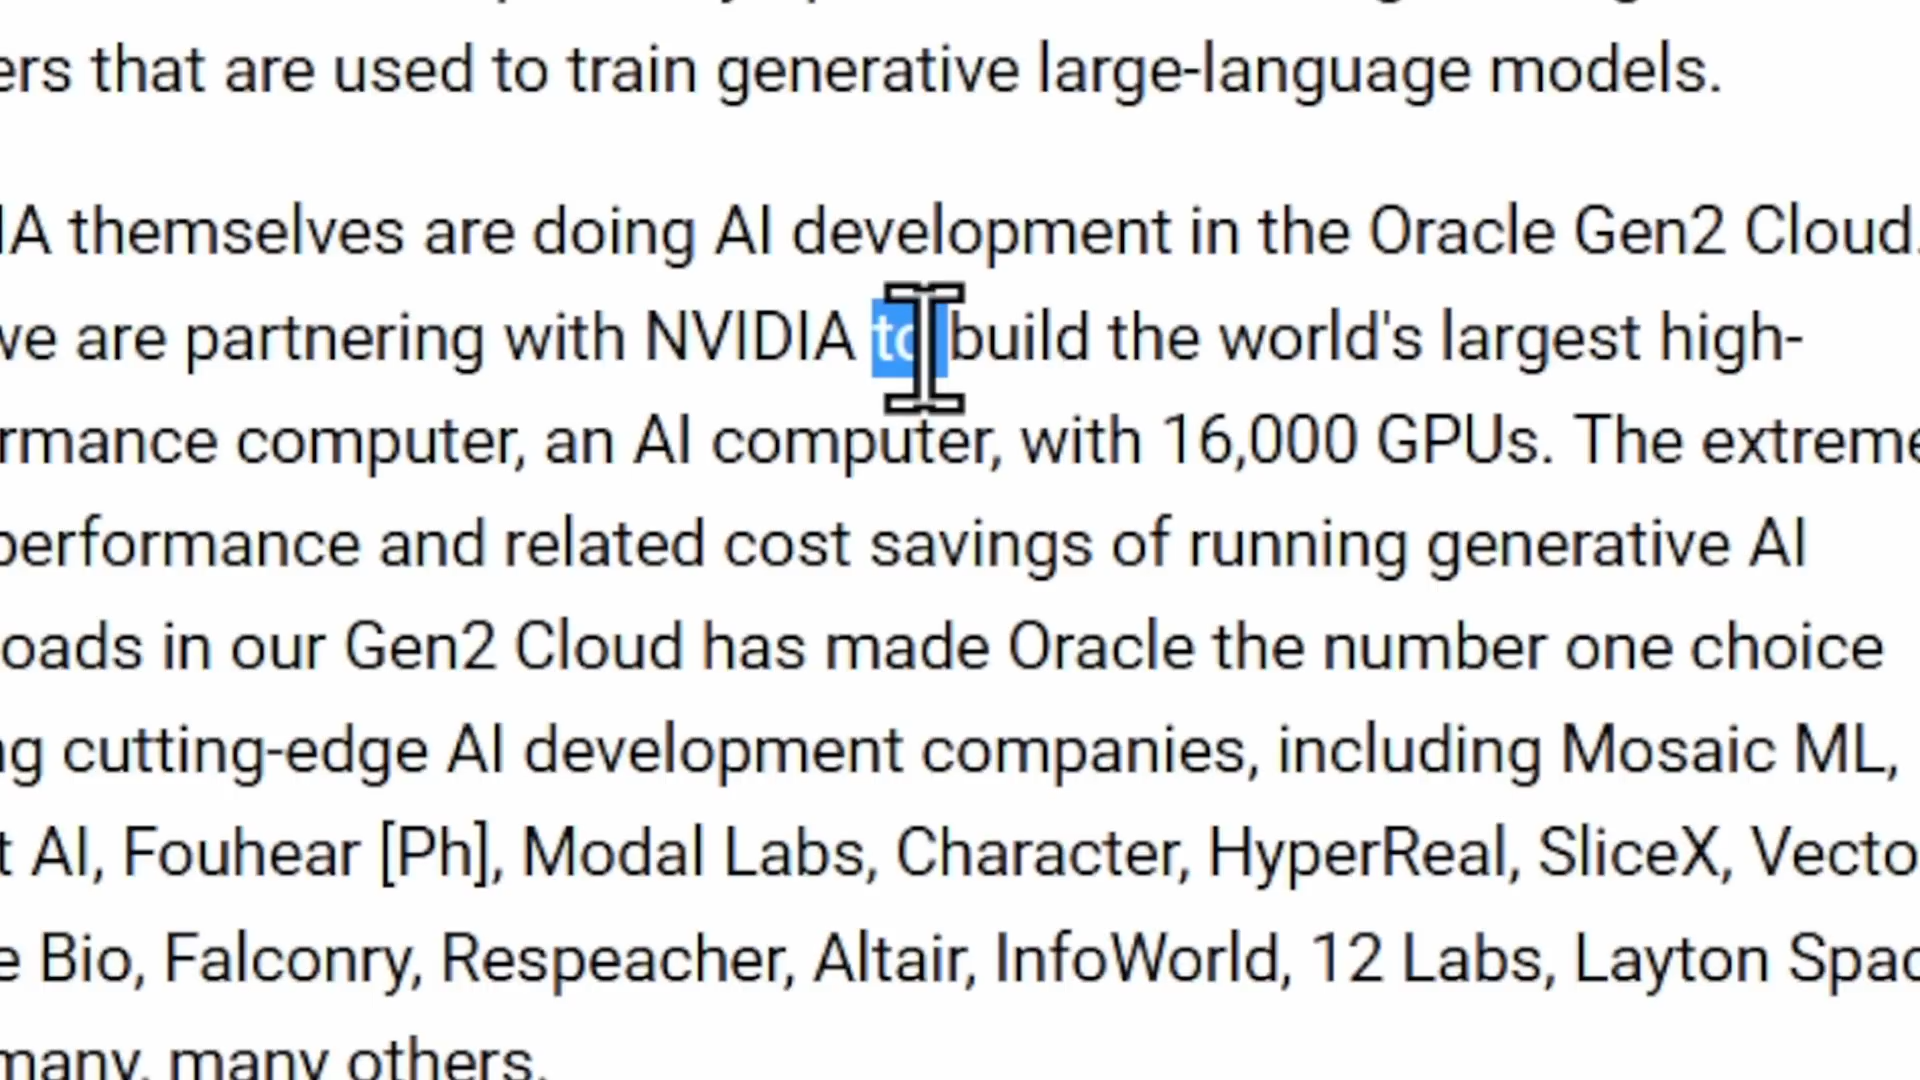 ers that are used to train generative large-language models.
IA themselves are doing AI development in the Oracle Gen2 Cloud.
we are partnering with NVIDIA to build the world's largest high-
rmance computer, an AI computer, with 16,000 GPUs. The extreme
performance and related cost savings of running generative AI
oads in our Gen2 Cloud has made Oracle the number one choice
ng cutting-edge AI development companies, including Mosaic ML,
t AI, Fouhear [Ph], Modal Labs, Character, HyperReal, SliceX, Vecto
e Bio, Falconry, Respeacher, Altair, InfoWorld, 12 Labs, Layton Spac
many, many others.